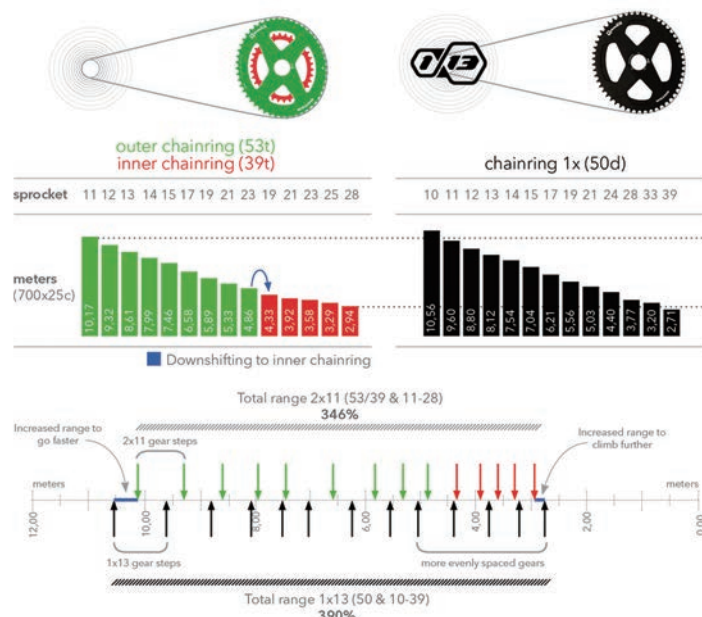 1/13
outer chainring (53t)
inner chainring (39t)
chainring 1x (50d)
sprocket 11 12 13 14 15 17 19 21 23 19 21 23 25 28
10 11 12 13 14 15 17 19 21 24 28 33 39
meters
(700x25c)
10,17 9,32 8,61 7,99 7,46 6,58 5,89 5,33 4,86 4,33 3,92 3,58 3,29 2,94
10,56 9,60 8,80 8,12 7,54 7,04 6,21 5,56 5,03 4,40 3,77 3,20 2,71
Downshifting to inner chainring
Total range 2x11 (53/39 & 11-28)
346%
Increased range to
go faster
2x11 gear steps
Increased range to
climb further
meters
meters
12,00 10,00 8,00 6,00 4,00 2,00 0,00
1x13 gear steps
more evenly spaced gears
Total range 1x13 (50 & 10-39)
390%